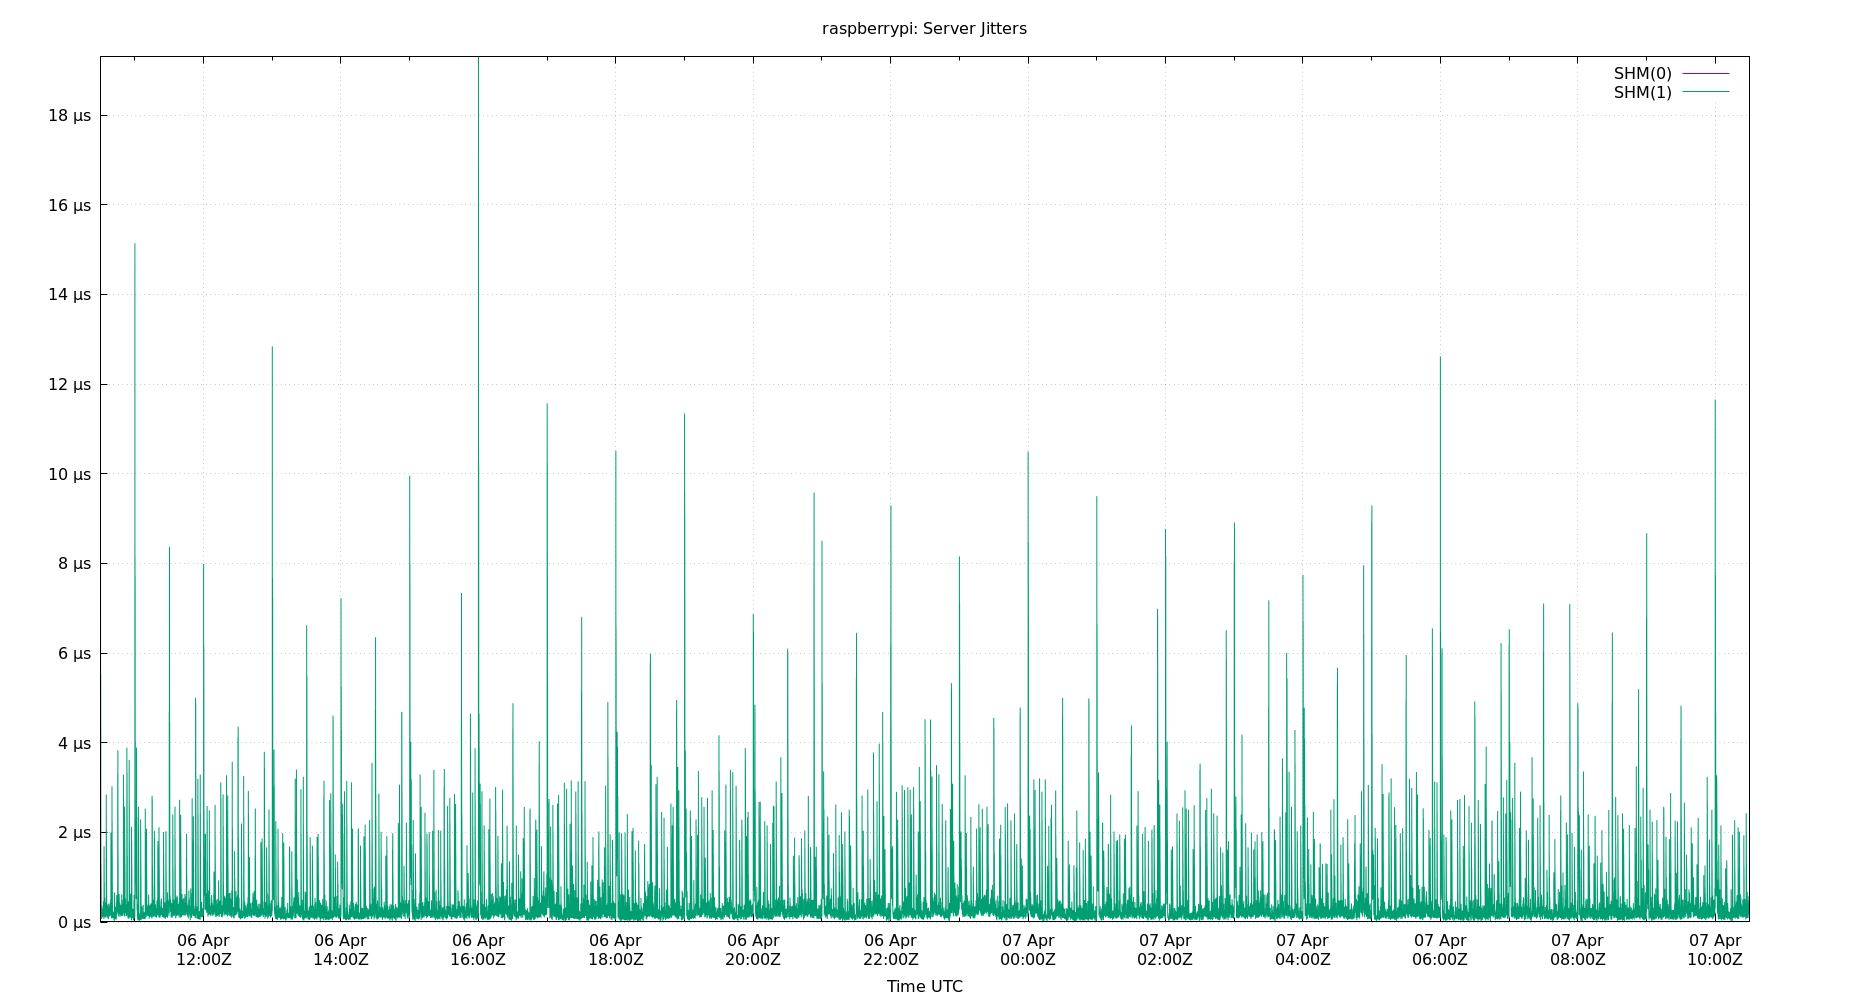 raspberrypi: Server Jitters
SHM(0)
SHM(1)
18 µs
16 µs
14 µs
12 µs
10 µs
8 µs
6 µs
4 µs
2 µs
0 µs
06 Apr 06 Apr 06 Apr 06 Apr 06 Apr 06 Apr 07 Apr 07 Apr 07 Apr 07 Apr 07 Apr 07 Apr
12:00Z 14:00Z 16:00Z 18:00Z 20:00Z 22:00Z 00:00Z 02:00Z 04:00Z 06:00Z 08:00Z 10:00Z
Time UTC